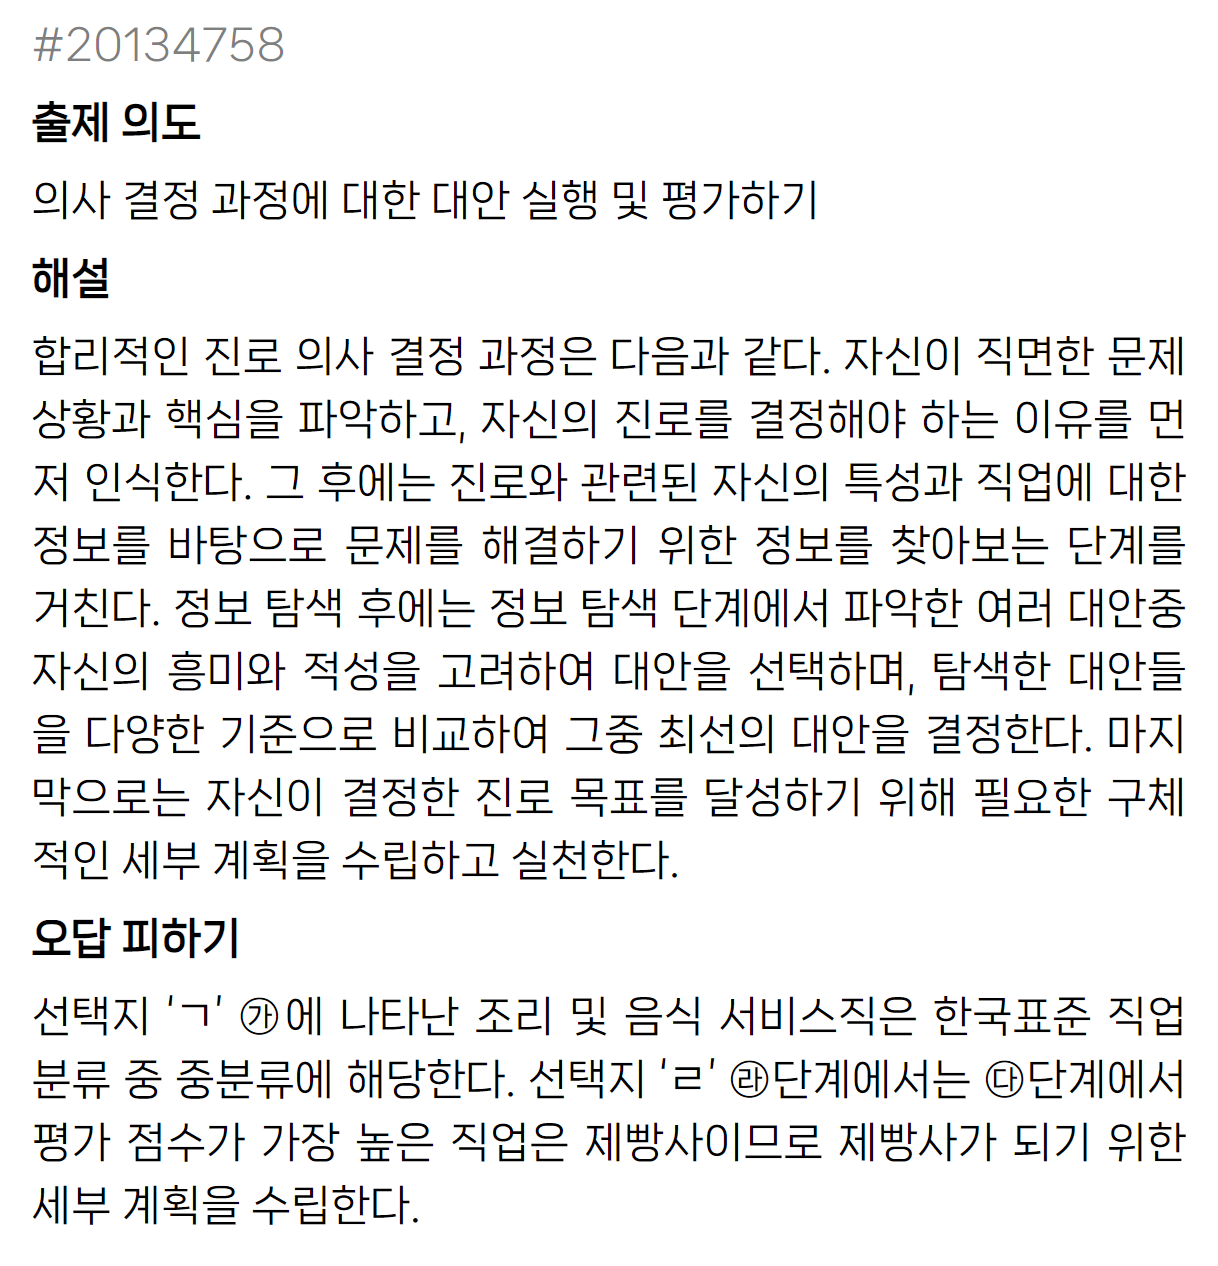 #20134758
출제 의도
의사 결정 과정에 대한 대안 실행 및 평가하기
해설
합리적인 진로 의사 결정 과정은 다음과 같다. 자신이 직면한 문제
상황과 핵심을 파악하고, 자신의 진로를 결정해야 하는 이유를 먼
저 인식한다. 그 후에는 진로와 관련된 자신의 특성과 직업에 대한
정보를 바탕으로 문제를 해결하기 위한 정보를 찾아보는 단계를
거친다. 정보 탐색 후에는 정보 탐색 단계에서 파악한 여러 대안중
자신의 흥미와 적성을 고려하여 대안을 선택하며, 탐색한 대안들
을 다양한 기준으로 비교하여 그중 최선의 대안을 결정한다. 마지
막으로는 자신이 결정한 진로 목표를 달성하기 위해 필요한 구체
적인 세부 계획을 수립하고 실천한다.
오답 피하기
선택지 'ㄱ' ㉮에 나타난 조리 및 음식 서비스직은 한국표준 직업
분류 중 중분류에 해당한다. 선택지 'ㄹ' ㉱단계에서는 ㉰단계에서
평가 점수가 가장 높은 직업은 제빵사이므로 제빵사가 되기 위한
세부 계획을 수립한다.